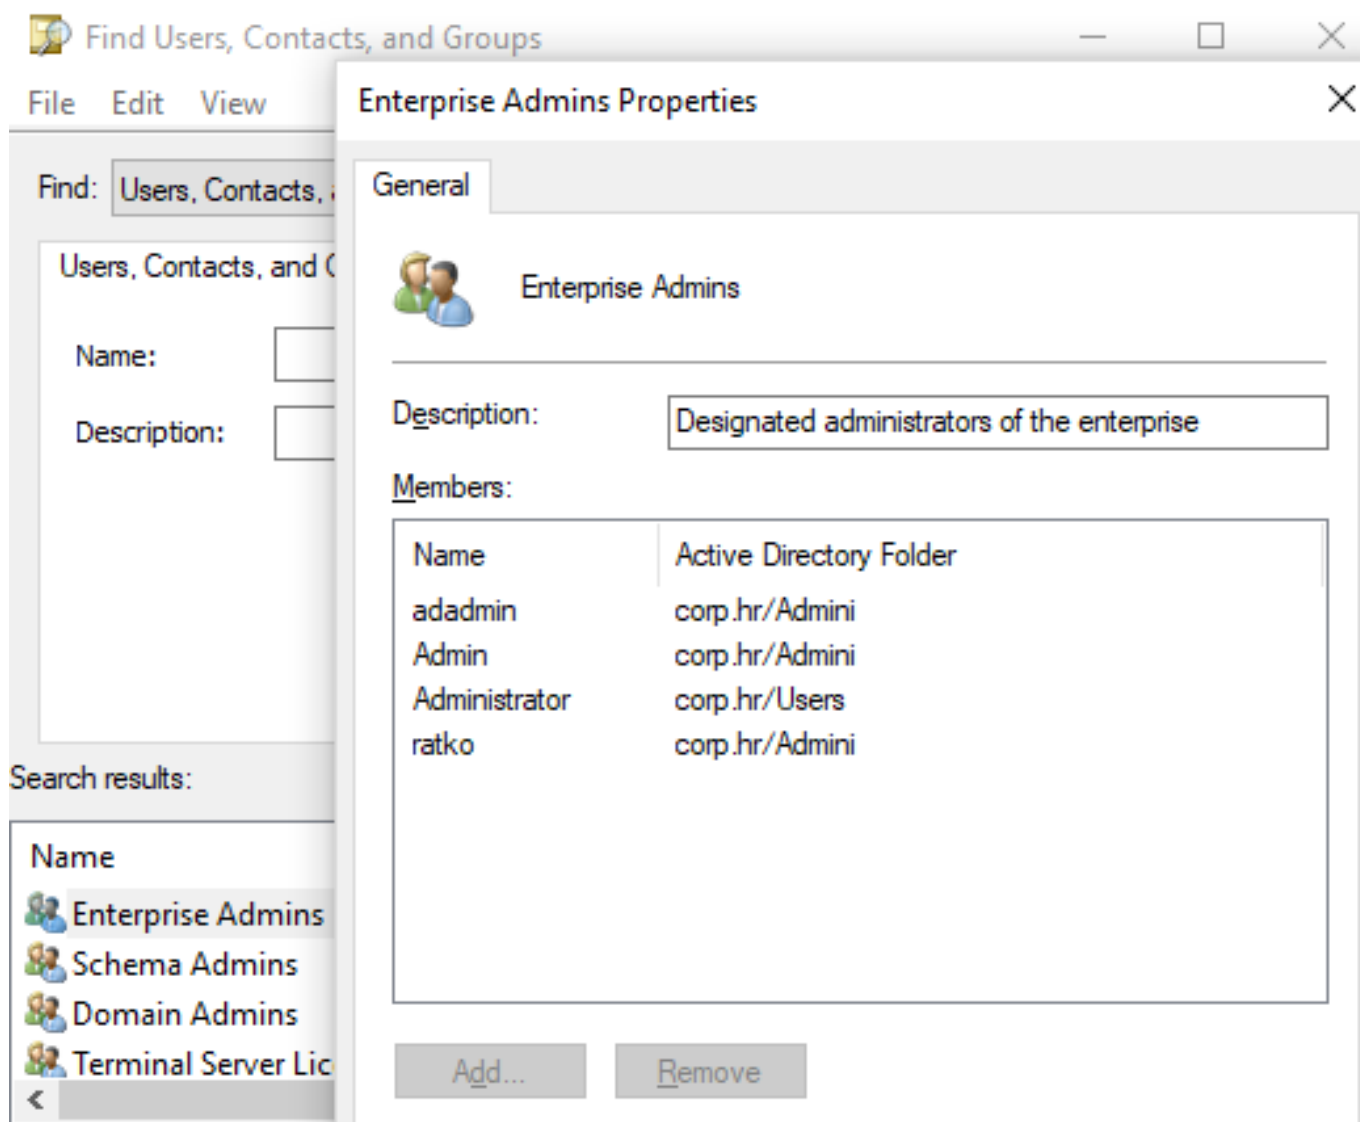 Find Users, Contacts, and Groups
File Edit View
Find: Users, Contacts,
Users, Contacts, and
Name:
Description:
Search results:
Name
Enterprise Admins
Schema Admins
Domain Admins
Terminal Server Lic
Enterprise Admins Properties
General
Enterprise Admins
Description: Designated administrators of the enterprise
Members:
Name Active Directory Folder
adadmin corp.hr/Admini
Admin corp.hr/Admini
Administrator corp.hr/Users
ratko corp.hr/Admini
Add... Remove